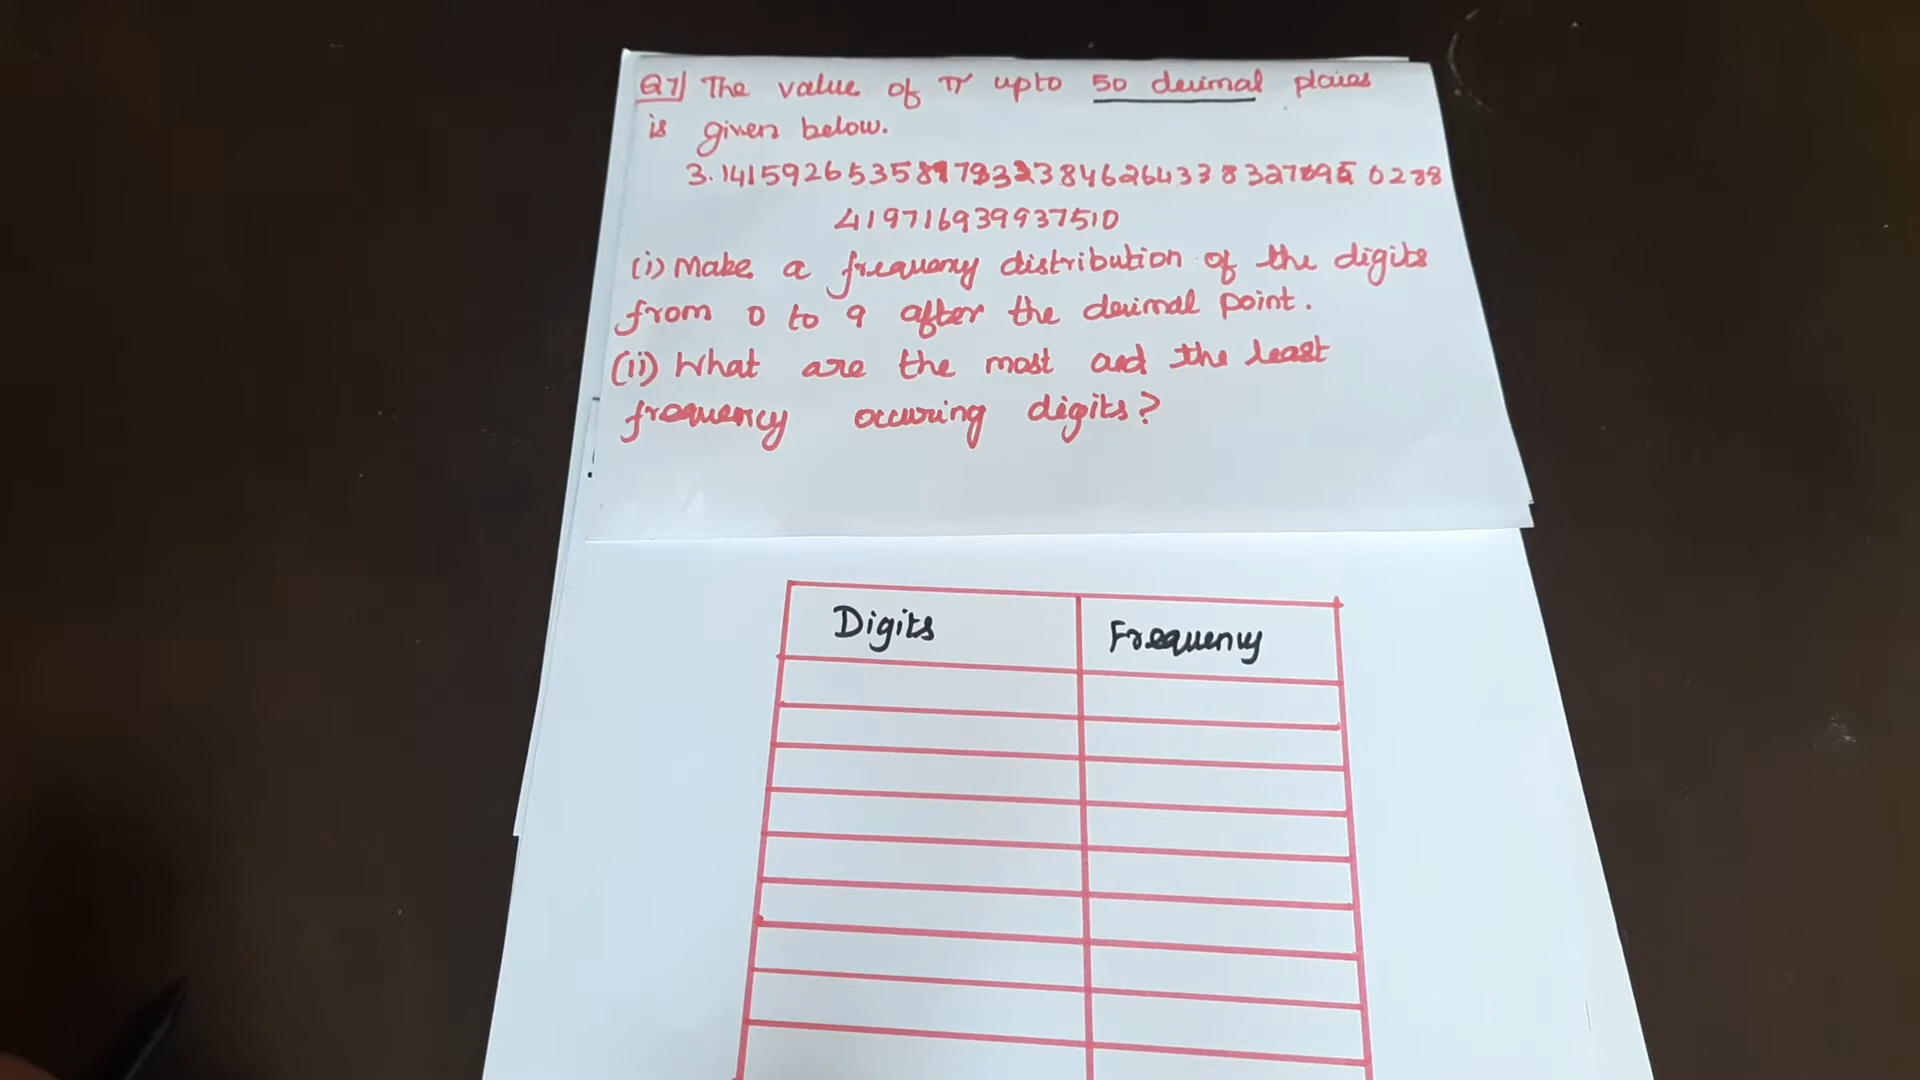 Q7) The value of π upto 50 decimal places
is given below.
3.14159265358979323846264338327095 0288
419716939937510
(i) Make a frequency distribution of the digits
from 0 to 9 after the decimal point.
(ii) What are the most and the least
frequency occuring digits?
Digits Frequency